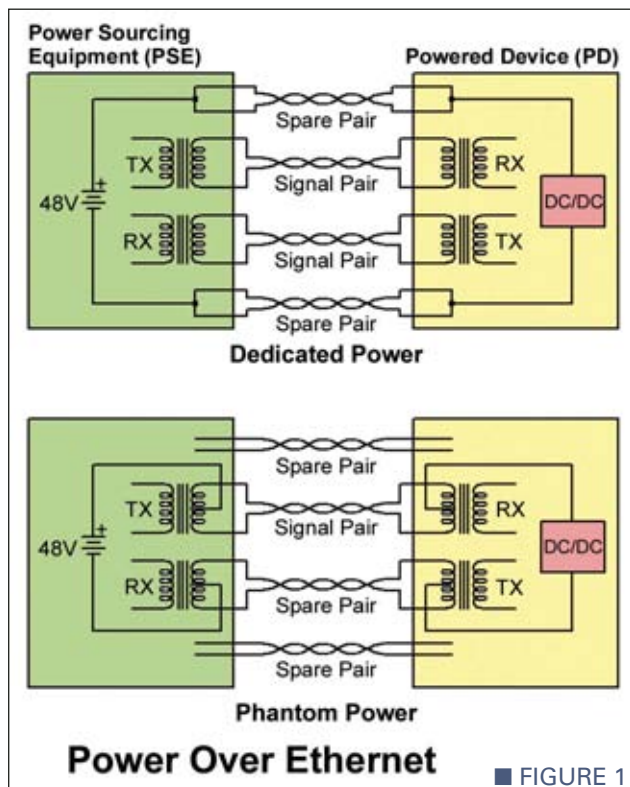 Power Sourcing
Equipment (PSE)
Powered Device (PD)
Spare Pair
TX
RX
Signal Pair
48V
+
DC/DC
RX
TX
Signal Pair
Spare Pair
Dedicated Power
Spare Pair
TX
RX
Signal Pair
48V
+
DC/DC
RX
TX
Spare Pair
Spare Pair
Phantom Power
Power Over Ethernet
■ FIGURE 1